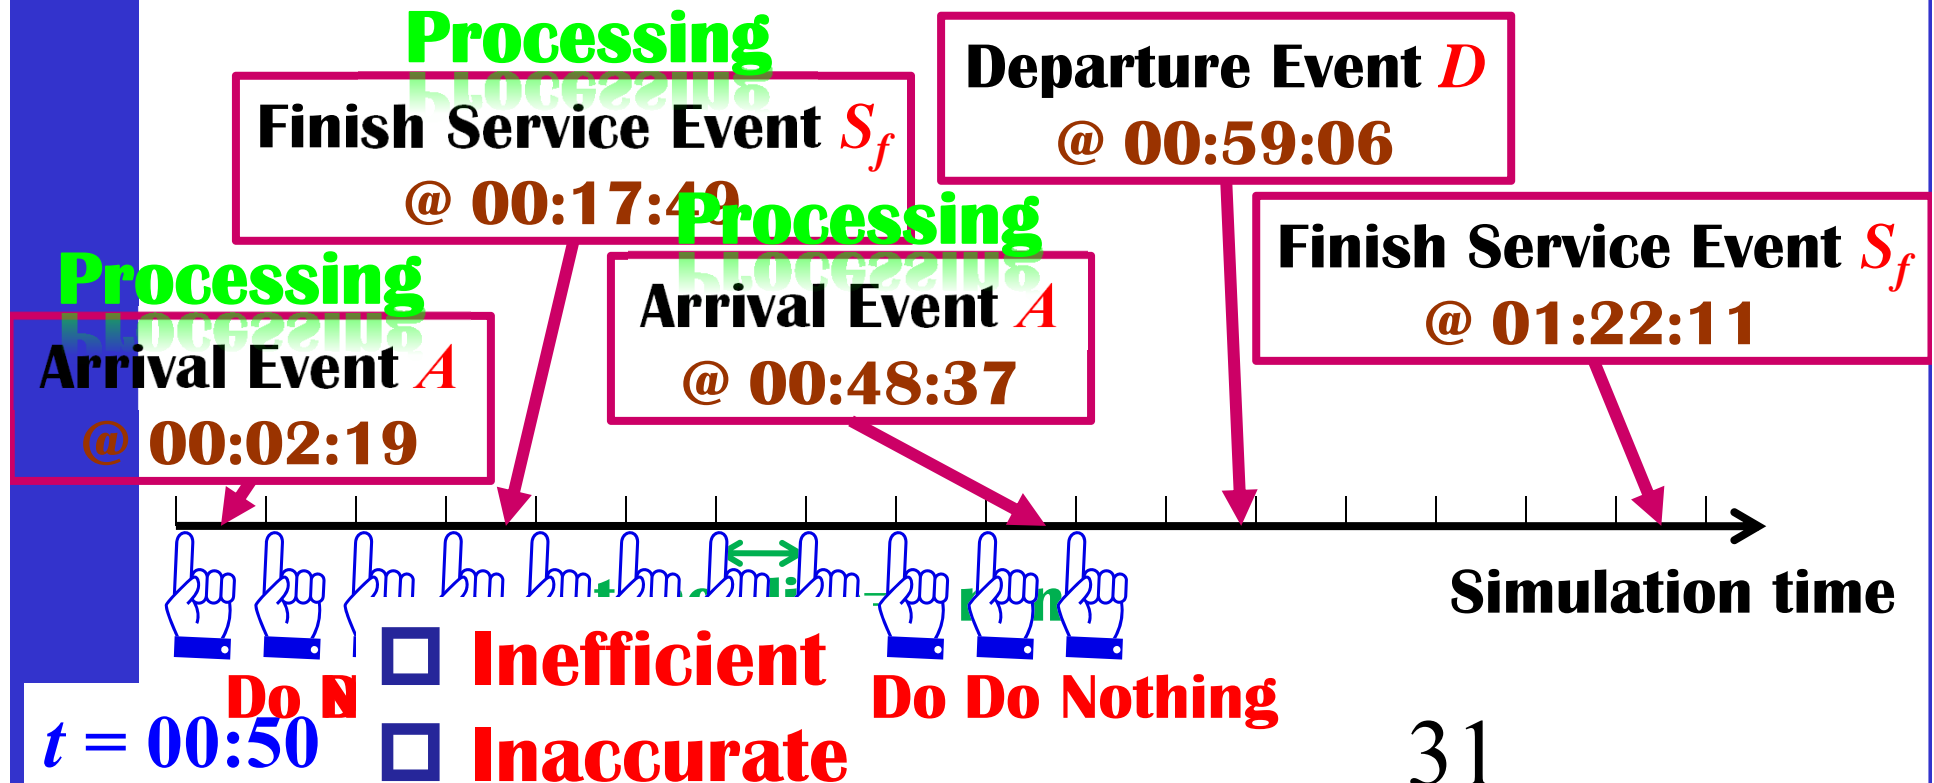 Processing
Finish Service Event Sf
@ 00:17:49
Departure Event D
@ 00:59:06
Processing
Arrival Event A
@ 00:48:37
Finish Service Event Sf
@ 01:22:11
Processing
Arrival Event A
@ 00:02:19
Simulation time
Do
Inefficient
Do Do Nothing
t = 00:50
Inaccurate
31